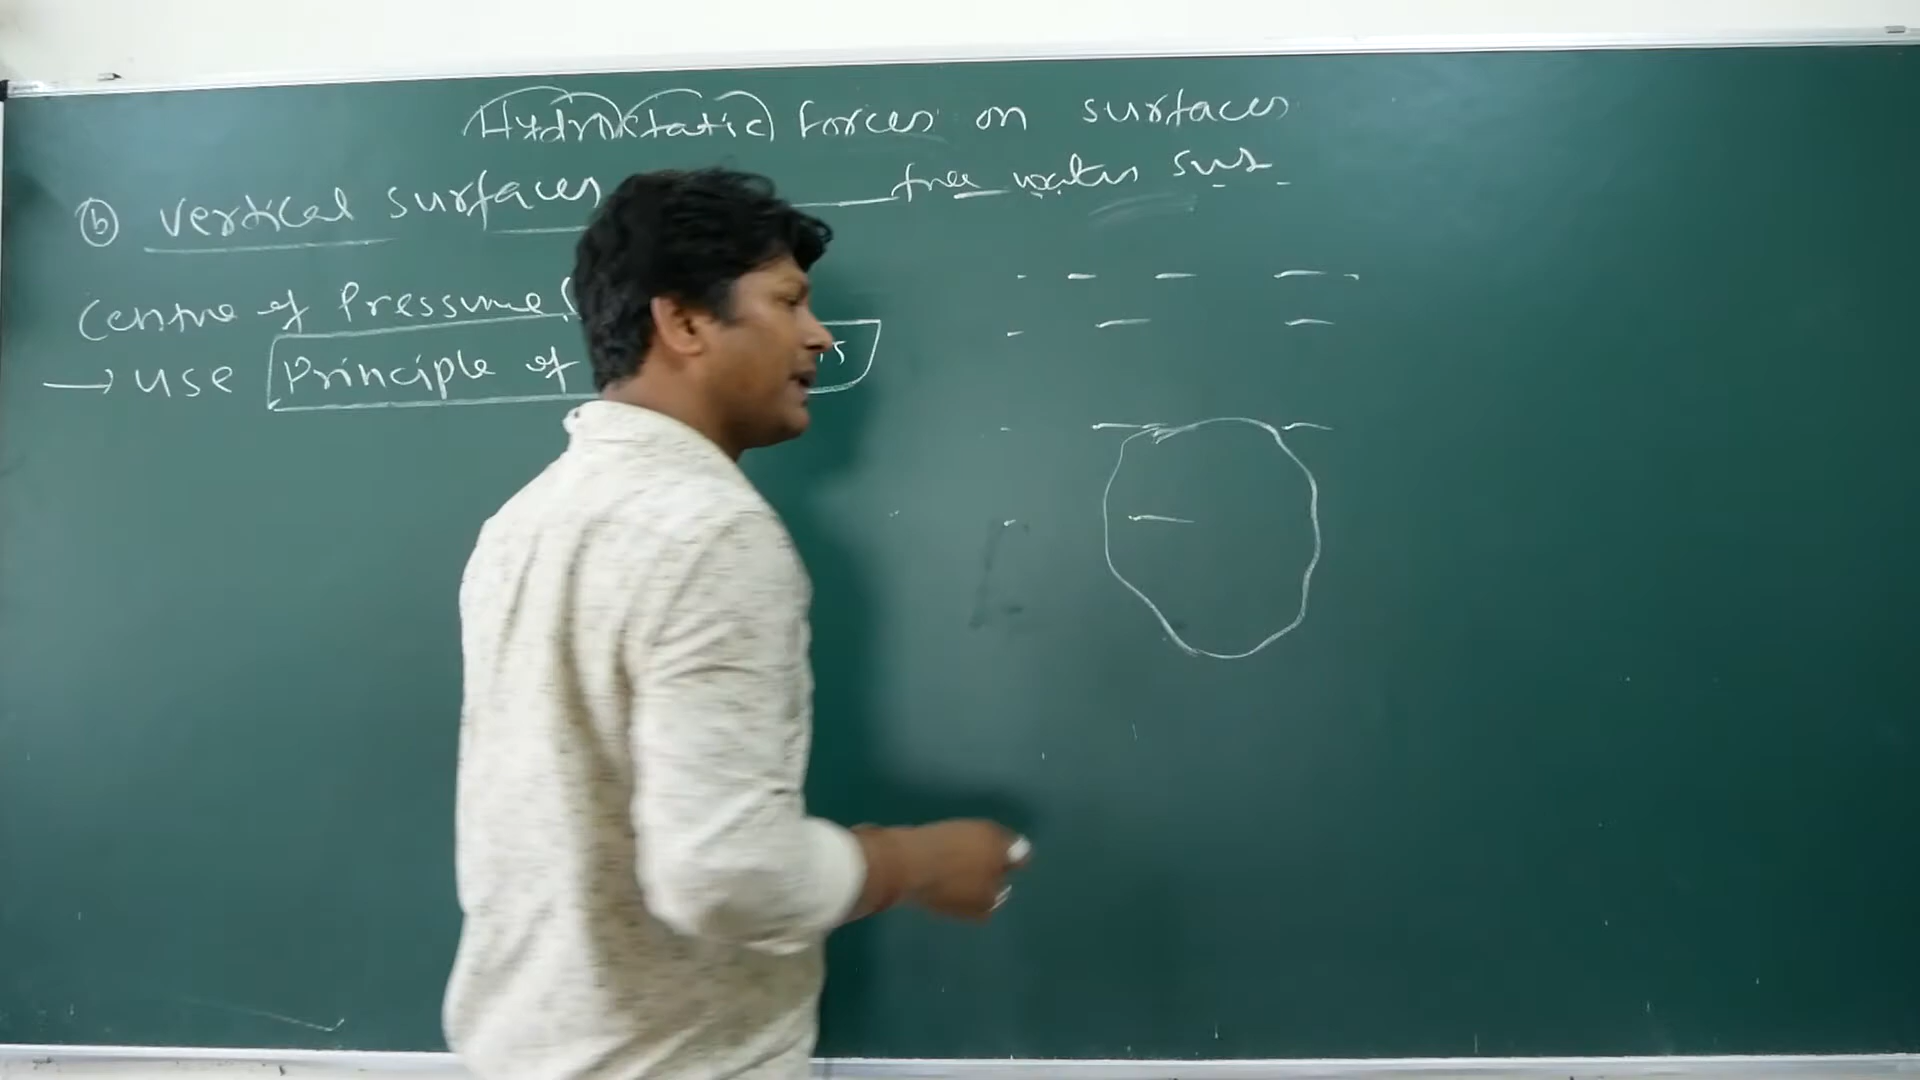 Hydrostatic Forces on surfaces
(b) Vertical surfaces
free water sur
Centre of Pressure
→ use Principle of